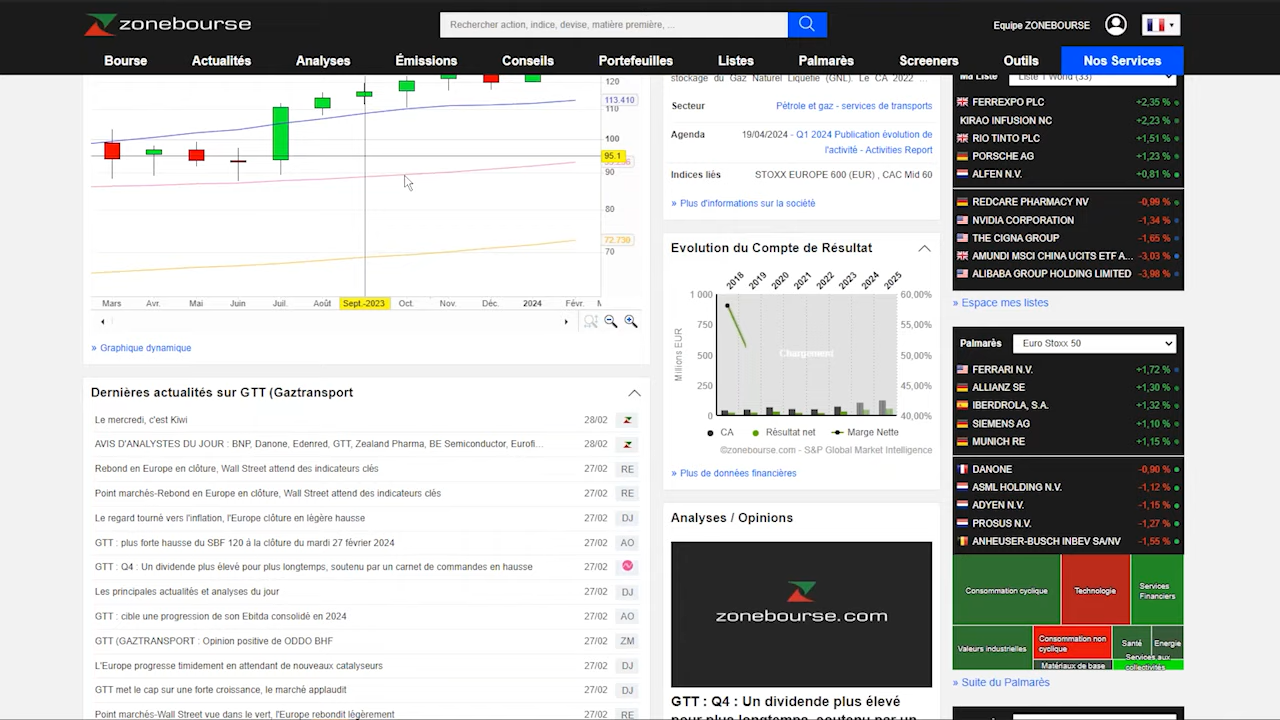 zonebourse
Rechercher action, indice, devise, matière première, ...
Equipe ZONEBOURSE
Bourse
Actualités
Analyses
Émissions
Conseils
Portefeuilles
Listes
Palmarès
Screeners
Outils
Nos Services
120
113.410
110
100
95.1
90
80
72.730
70
Mars
Avr.
Mai
Juin
Juil.
Août
Sept.-2023
Oct.
Nov.
Déc.
2024
Févr.
M
» Graphique dynamique
Dernières actualités sur GTT (Gaztransport
Le mercredi, c'est Kiwi 28/02
AVIS D'ANALYSTES DU JOUR : BNP, Danone, Edenred, GTT, Zealand Pharma, BE Semiconductor, Eurofi... 28/02
Rebond en Europe en clôture, Wall Street attend des indicateurs clés 27/02 RE
Point marchés-Rebond en Europe en clôture, Wall Street attend des indicateurs clés 27/02 RE
Le regard tourné vers l'inflation, l'Europe clôture en légère hausse 27/02 DJ
GTT : plus forte hausse du SBF 120 à la clôture du mardi 27 février 2024 27/02 AO
GTT : Q4 : Un dividende plus élevé pour plus longtemps, soutenu par un carnet de commandes en hausse 27/02
Les principales actualités et analyses du jour 27/02 DJ
GTT : cible une progression de son Ebitda consolidé en 2024 27/02 AO
GTT (GAZTRANSPORT : Opinion positive de ODDO BHF 27/02 ZM
L'Europe progresse timidement en attendant de nouveaux catalyseurs 27/02 DJ
GTT met le cap sur une forte croissance, le marché applaudit 27/02 DJ
Point marchés-Wall Street vue dans le vert, l'Europe rebondit légèrement 27/02 RE
stockage du Gaz Naturel Liquéfié (GNL). Le CA 2022 ...
Secteur Pétrole et gaz - services de transports
Agenda 19/04/2024 - Q1 2024 Publication évolution de
l'activité - Activities Report
Indices liés STOXX EUROPE 600 (EUR) , CAC Mid 60
» Plus d'informations sur la société
Evolution du Compte de Résultat
2018 2019 2020 2021 2022 2023 2024 2025
1 000 60,00%
750 55,00%
500 50,00%
250 45,00%
0 40,00%
Millions EUR
Chargement
CA Résultat net Marge Nette
©zonebourse.com - S&P Global Market Intelligence
» Plus de données financières
Analyses / Opinions
zonebourse.com
GTT : Q4 : Un dividende plus élevé
pour plus longtemps, soutenu par un
Ma Liste Liste 1 World (33)
FERREXPO PLC +2,35 %
KIRAO INFUSION NC +2,23 %
RIO TINTO PLC +1,51 %
PORSCHE AG +1,23 %
ALFEN N.V. +0,81 %
REDCARE PHARMACY NV -0,99 %
NVIDIA CORPORATION -1,34 %
THE CIGNA GROUP -1,65 %
AMUNDI MSCI CHINA UCITS ETF A... -3,03 %
ALIBABA GROUP HOLDING LIMITED -3,98 %
» Espace mes listes
Palmarès Euro Stoxx 50
FERRARI N.V. +1,72 %
ALLIANZ SE +1,30 %
IBERDROLA, S.A. +1,32 %
SIEMENS AG +1,10 %
MUNICH RE +1,15 %
DANONE -0,90 %
ASML HOLDING N.V. -1,12 %
ADYEN N.V. -1,15 %
PROSUS N.V. -1,27 %
ANHEUSER-BUSCH INBEV SA/NV -1,55 %
Consommation cyclique
Technologie
Services
Financiers
Valeurs industrielles
Consommation non
cyclique
Santé
Energie
Matériaux de base
Services aux
collectivités
» Suite du Palmarès